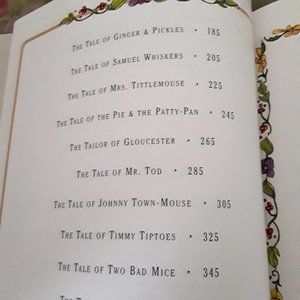 The Tale of Ginger & Pickles • 185
The Tale of Samuel Whiskers • 205
The Tale of Mrs. Tittlemouse • 225
The Tale of the Pie & the Patty-Pan • 245
The Tailor of Gloucester • 265
The Tale of Mr. Tod • 285
The Tale of Johnny Town-Mouse • 305
The Tale of Timmy Tiptoes • 325
The Tale of Two Bad Mice • 345